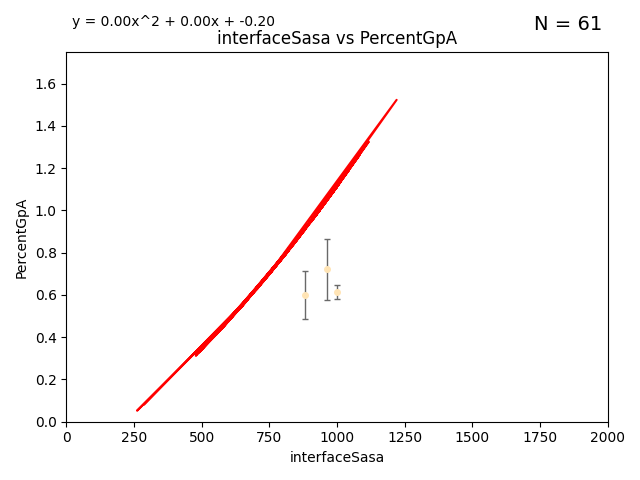 y = 0.00x^2 + 0.00x + -0.20
N = 61
interfaceSasa vs PercentGpA
PercentGpA
1.6
1.4
1.2
1.0
0.8
0.6
0.4
0.2
0.0
0 250 500 750 1000 1250 1500 1750 2000
interfaceSasa